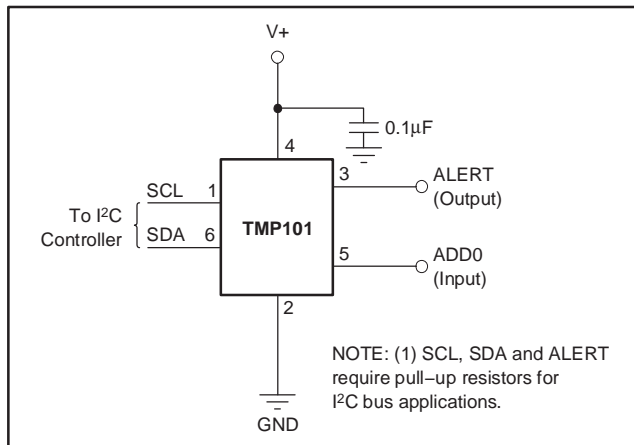 V+
0.1μF
4
SCL 1
3 ALERT
(Output)
To I²C
Controller
TMP101
SDA 6
5 ADD0
(Input)
2
NOTE: (1) SCL, SDA and ALERT
require pull–up resistors for
I²C bus applications.
GND